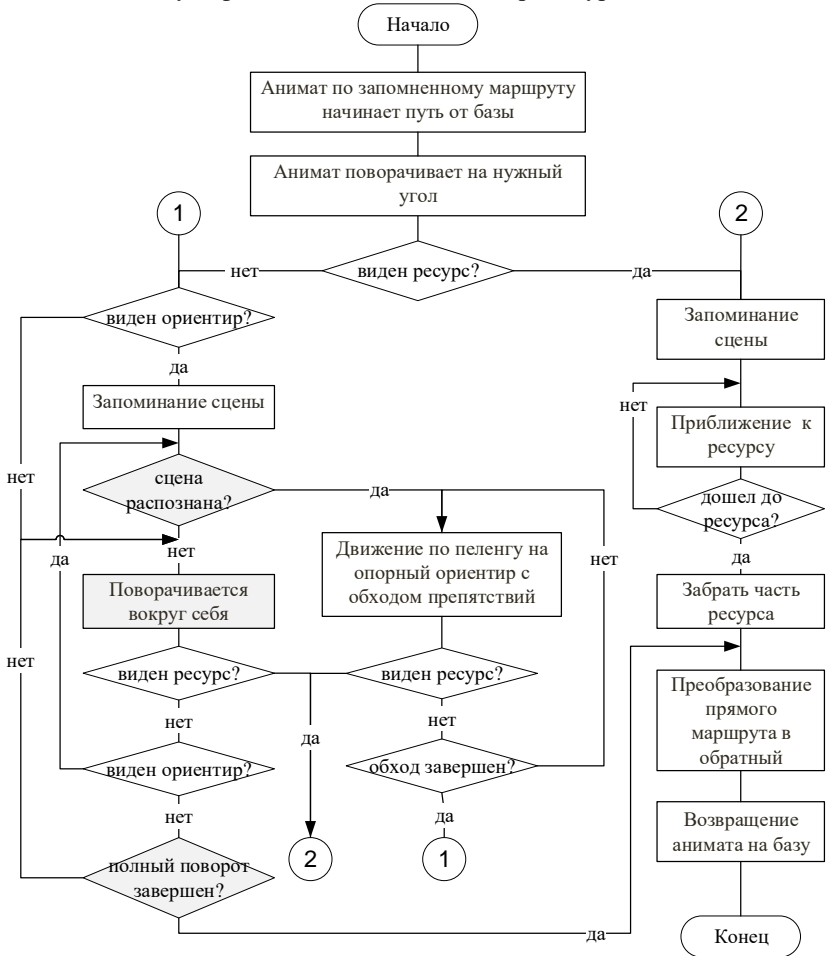 Начало
Анимат по запомненному маршруту
начинает путь от базы
Анимат поворачивает на нужный
угол
1
2
нет
виден ресурс?
да
виден ориентир?
Запоминание
сцены
да
Запоминание сцены
нет
Приближение к
ресурсу
нет
сцена
распознана?
да
дошел до
ресурса?
нет
да
Движение по пеленгу на
опорный ориентир с
обходом препятствий
нет
да
Поворачивается
вокруг себя
Забрать часть
ресурса
нет
виден ресурс?
виден ресурс?
Преобразование
прямого
маршрута в
обратный
нет
да
нет
виден ориентир?
обход завершен?
нет
да
Возвращение
анимата на базу
полный поворот
завершен?
2
1
да
Конец